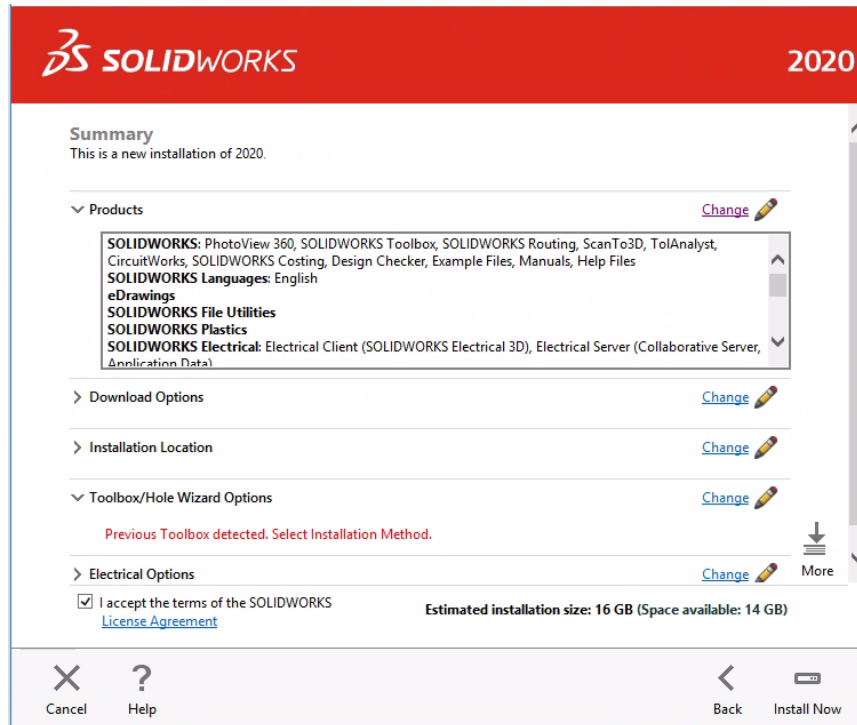 SOLIDWORKS
2020
Summary
This is a new installation of 2020.
Products
Change
SOLIDWORKS: PhotoView 360, SOLIDWORKS Toolbox, SOLIDWORKS Routing, ScanTo3D, TolAnalyst,
CircuitWorks, SOLIDWORKS Costing, Design Checker, Example Files, Manuals, Help Files
SOLIDWORKS Languages: English
eDrawings
SOLIDWORKS File Utilities
SOLIDWORKS Plastics
SOLIDWORKS Electrical: Electrical Client (SOLIDWORKS Electrical 3D), Electrical Server (Collaborative Server,
Application Data)
Download Options
Change
Installation Location
Change
Toolbox/Hole Wizard Options
Change
Previous Toolbox detected. Select Installation Method.
More
Electrical Options
Change
I accept the terms of the SOLIDWORKS
License Agreement
Estimated installation size: 16 GB (Space available: 14 GB)
Cancel
Help
Back
Install Now